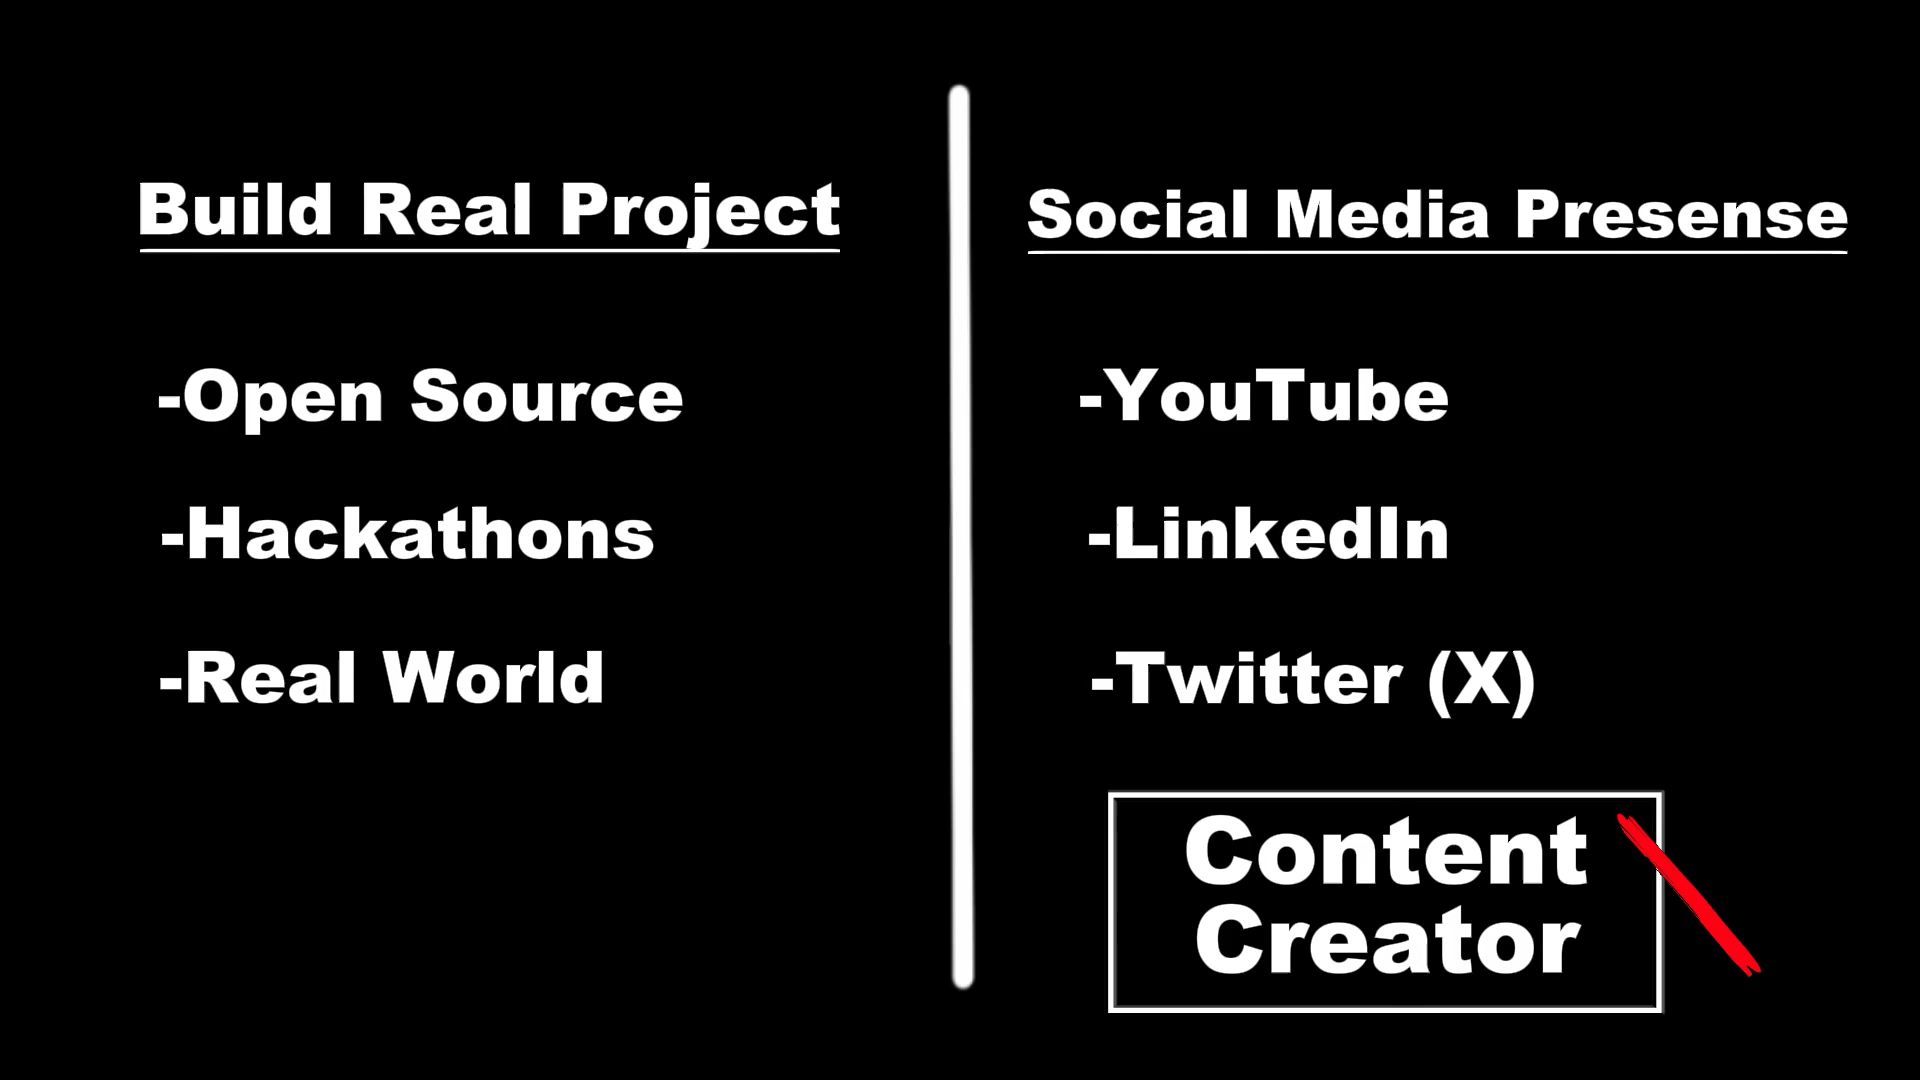 Build Real Project
-Open Source
-Hackathons
-Real World
Social Media Presense
-YouTube
-LinkedIn
-Twitter (X)
Content
Creator